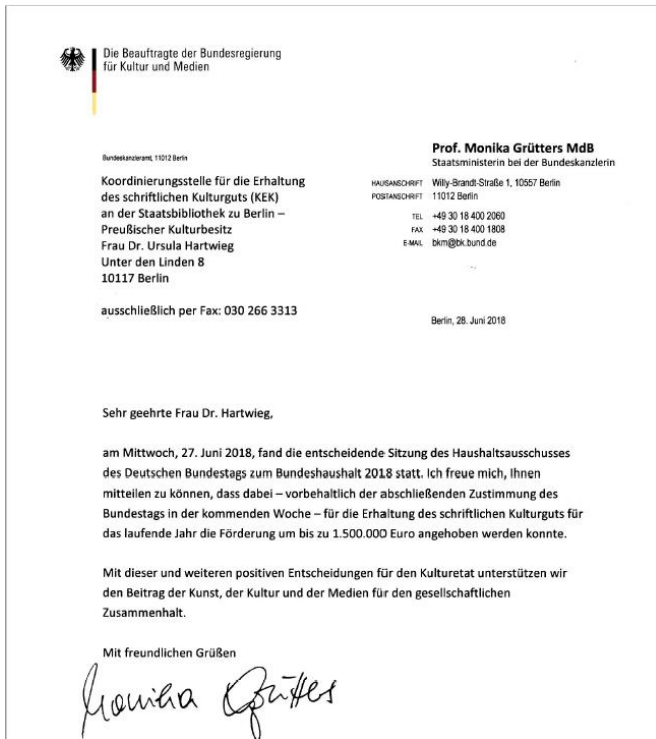 Die Beauftragte der Bundesregierung
für Kultur und Medien
Bundeskanzleramt, 11012 Berlin
Koordinierungsstelle für die Erhaltung
des schriftlichen Kulturguts (KEK)
an der Staatsbibliothek zu Berlin –
Preußischer Kulturbesitz
Frau Dr. Ursula Hartwieg
Unter den Linden 8
10117 Berlin
ausschließlich per Fax: 030 266 3313
Prof. Monika Grütters MdB
Staatsministerin bei der Bundeskanzlerin
HAUSANSCHRIFT Willy-Brandt-Straße 1, 10557 Berlin
POSTANSCHRIFT 11012 Berlin
TEL +49 30 18 400 2060
FAX +49 30 18 400 1808
E-MAIL bkm@bk.bund.de
Berlin, 28. Juni 2018
Sehr geehrte Frau Dr. Hartwieg,
am Mittwoch, 27. Juni 2018, fand die entscheidende Sitzung des Haushaltsausschusses
des Deutschen Bundestags zum Bundeshaushalt 2018 statt. Ich freue mich, Ihnen
mitteilen zu können, dass dabei – vorbehaltlich der abschließenden Zustimmung des
Bundestags in der kommenden Woche – für die Erhaltung des schriftlichen Kulturguts für
das laufende Jahr die Förderung um bis zu 1.500.000 Euro angehoben werden konnte.
Mit dieser und weiteren positiven Entscheidungen für den Kulturetat unterstützen wir
den Beitrag der Kunst, der Kultur und der Medien für den gesellschaftlichen
Zusammenhalt.
Mit freundlichen Grüßen
Monika Grütters